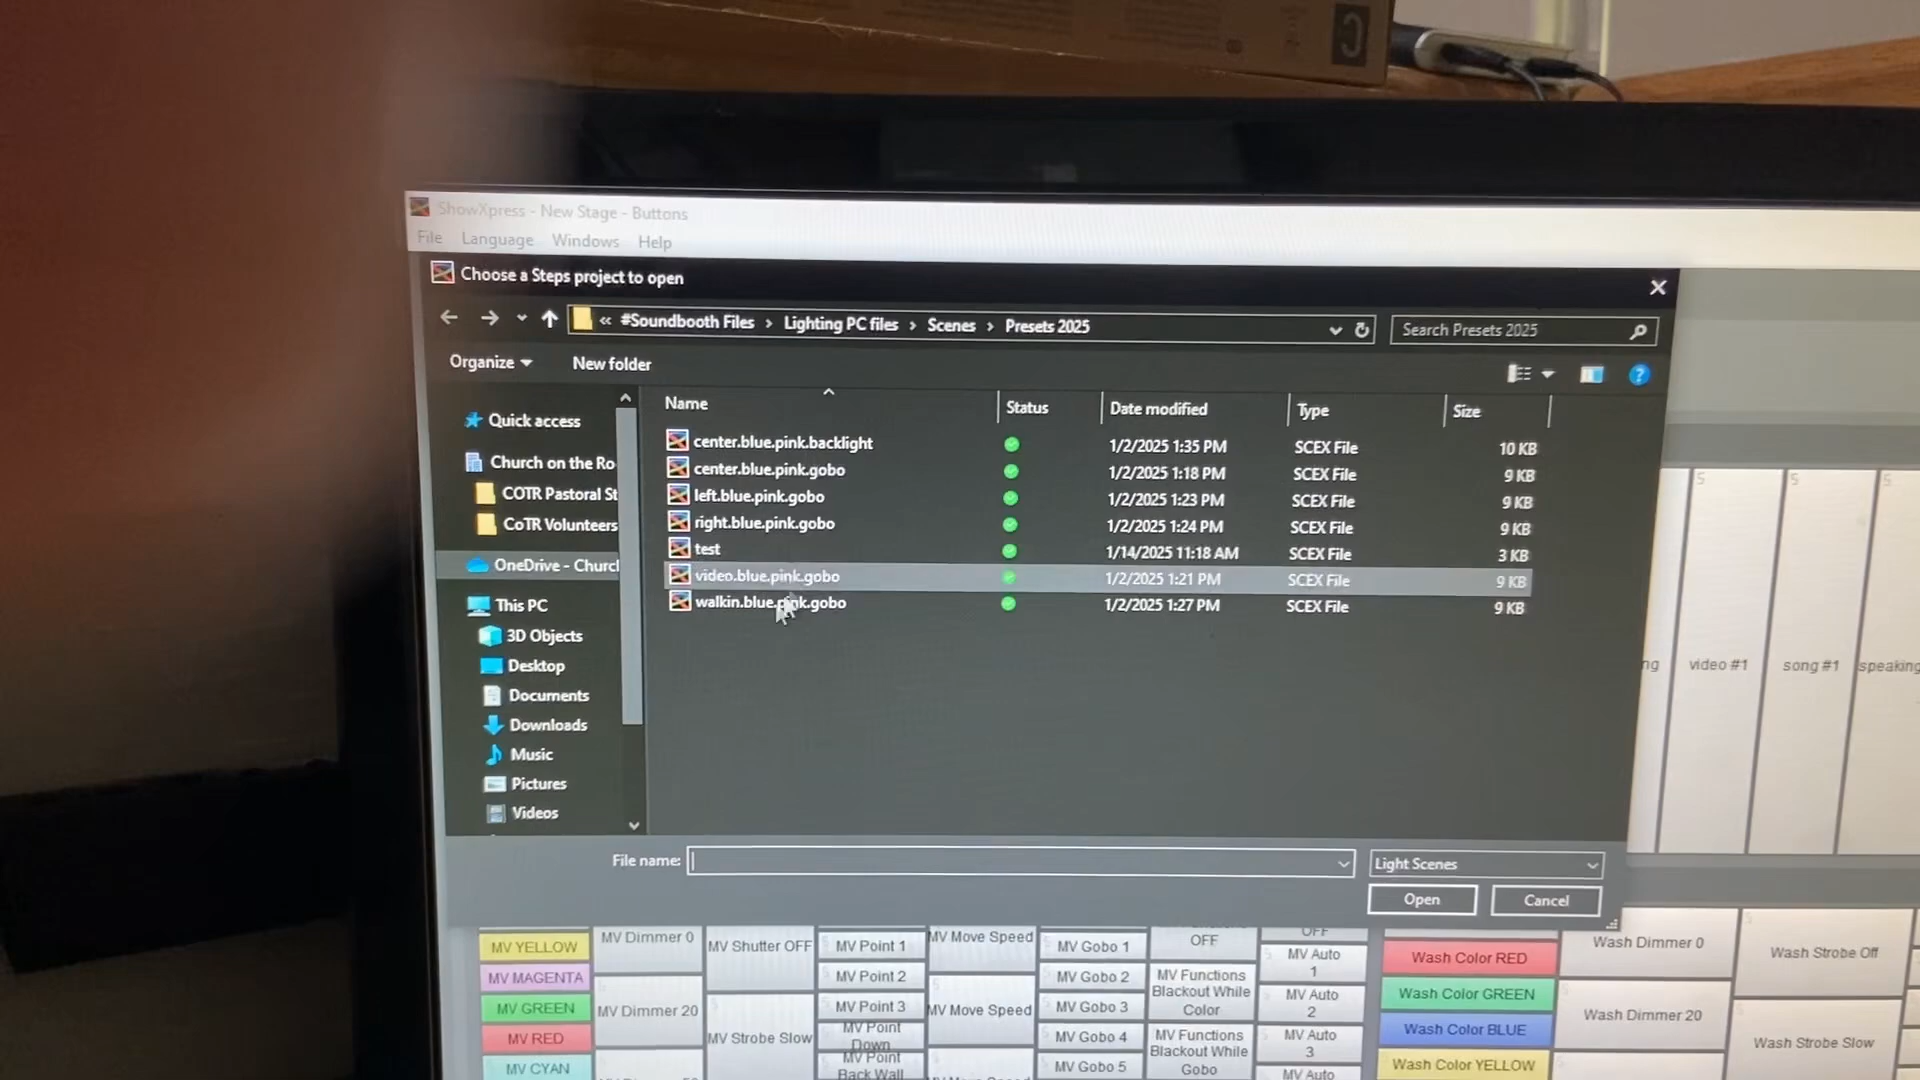 ShowXpress - New Stage - Buttons
File Language Windows Help
Choose a Steps project to open
« #Soundbooth Files › Lighting PC files › Scenes › Presets 2025
Search Presets 2025
Organize
New folder
Name
Status
Date modified
Type
Size
Quick access
Church on the Ro
COTR Pastoral St
CoTR Volunteers
OneDrive - Church
This PC
3D Objects
Desktop
Documents
Downloads
Music
Pictures
Videos
center.blue.pink.backlight 1/2/2025 1:35 PM SCEX File 10 KB
center.blue.pink.gobo 1/2/2025 1:18 PM SCEX File 9 KB
left.blue.pink.gobo 1/2/2025 1:23 PM SCEX File 9 KB
right.blue.pink.gobo 1/2/2025 1:24 PM SCEX File 9 KB
test 1/14/2025 11:18 AM SCEX File 3 KB
video.blue.pink.gobo 1/2/2025 1:21 PM SCEX File 9 KB
walkin.blue.pink.gobo 1/2/2025 1:27 PM SCEX File 9 KB
ng
video #1
song #1
speaking
File name:
Light Scenes
Open
Cancel
MV YELLOW
MV MAGENTA
MV GREEN
MV RED
MV CYAN
MV Dimmer 0
MV Dimmer 20
MV Shutter OFF
MV Strobe Slow
MV Point 1
MV Point 2
MV Point 3
MV Point
Down
MV Point
Back Wall
MV Move Speed
MV Move Speed
MV Gobo 1
MV Gobo 2
MV Gobo 3
MV Gobo 4
MV Gobo 5
OFF
MV Functions
Blackout While
Color
MV Functions
Blackout While
Gobo
OFF
MV Auto
1
MV Auto
2
MV Auto
3
MV Auto
Wash Color RED
Wash Color GREEN
Wash Color BLUE
Wash Color YELLOW
Wash Dimmer 0
Wash Dimmer 20
Wash Strobe Off
Wash Strobe Slow